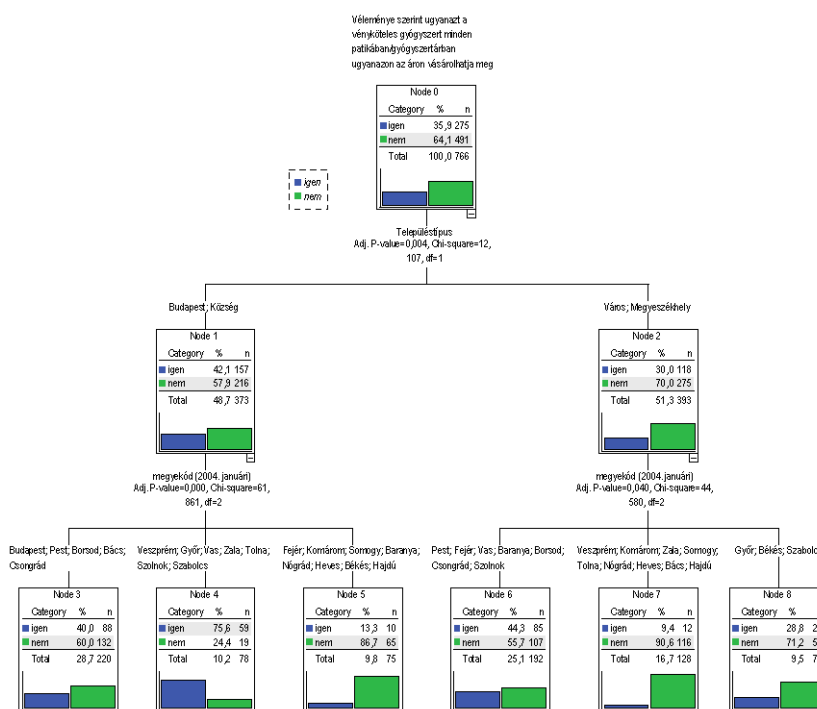 Véleménye szerint ugyanazt a
vényköteles gyógyszert minden
patikában/gyógyszertárban
ugyanazon az áron vásárolhatja meg
Node 0
Category % n
igen 35,9 275
nem 64,1 491
Total 100,0 766
igen
nem
Településtípus
Adj. P-value=0,004, Chi-square=12,
107, df=1
Budapest; Község
Város; Megyeszékhely
Node 1
Category % n
igen 42,1 157
nem 57,9 216
Total 48,7 373
Node 2
Category % n
igen 30,0 118
nem 70,0 275
Total 51,3 393
megyekód (2004. januári)
Adj. P-value=0,000, Chi-square=61,
861, df=2
megyekód (2004. januári)
Adj. P-value=0,040, Chi-square=44,
580, df=2
Budapest; Pest; Borsod; Bács;
Csongrád
Veszprém; Győr; Vas; Zala; Tolna;
Szolnok; Szabolcs
Fejér; Komárom; Somogy; Baranya;
Nógrád; Heves; Békés; Hajdú
Pest; Fejér; Vas; Baranya; Borsod;
Csongrád; Szolnok
Veszprém; Komárom; Zala; Somogy;
Tolna; Nógrád; Heves; Bács; Hajdú
Győr; Békés; Szabolc
Node 3
Category % n
igen 40,0 88
nem 60,0 132
Total 28,7 220
Node 4
Category % n
igen 75,6 59
nem 24,4 19
Total 10,2 78
Node 5
Category % n
igen 13,3 10
nem 86,7 65
Total 9,8 75
Node 6
Category % n
igen 44,3 85
nem 55,7 107
Total 25,1 192
Node 7
Category % n
igen 9,4 12
nem 90,6 116
Total 16,7 128
Node 8
Category % n
igen 28,8 2
nem 71,2 5
Total 9,5 7